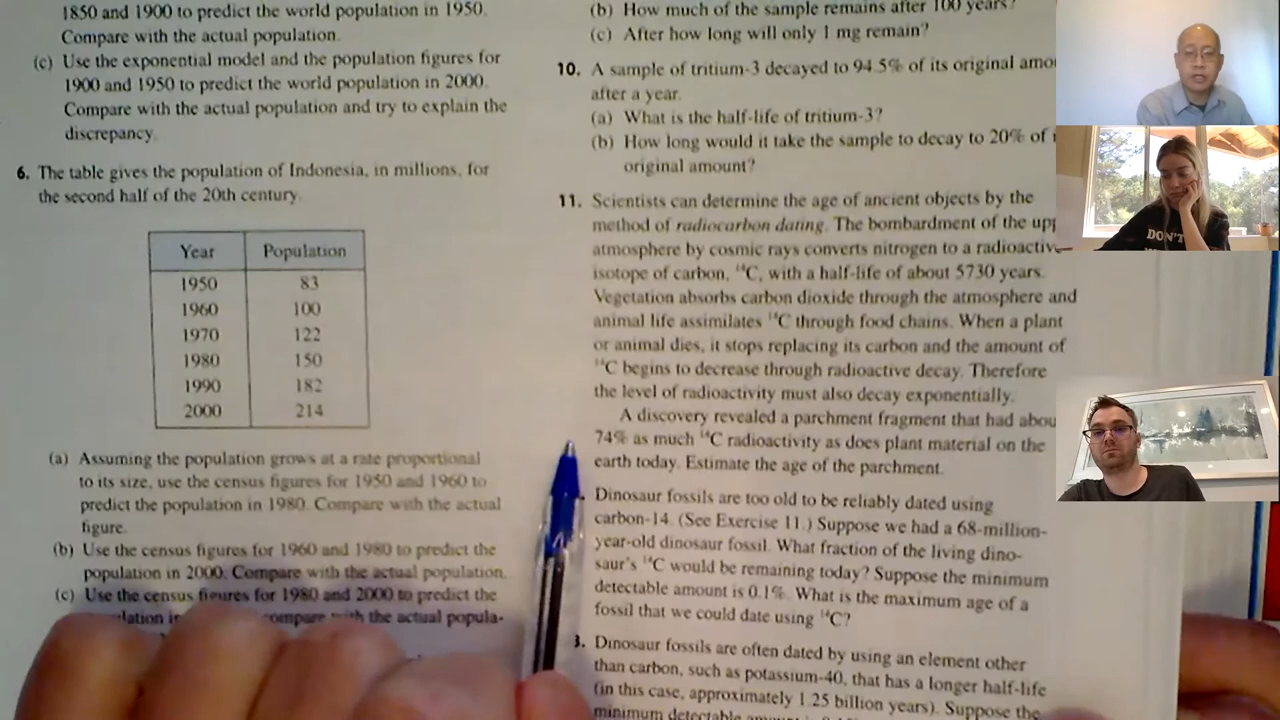 1850 and 1900 to predict the world population in 1950.
Compare with the actual population.
(c) Use the exponential model and the population figures for
1900 and 1950 to predict the world population in 2000.
Compare with the actual population and try to explain the
discrepancy.
6. The table gives the population of Indonesia, in millions, for
the second half of the 20th century.
Year Population
1950 83
1960 100
1970 122
1980 150
1990 182
2000 214
(a) Assuming the population grows at a rate proportional
to its size, use the census figures for 1950 and 1960 to
predict the population in 1980. Compare with the actual
figure.
(b) Use the census figures for 1960 and 1980 to predict the
population in 2000. Compare with the actual population.
(c) Use the census figures for 1980 and 2000 to predict the
compare with the actual popula-
(b) How much of the sample remains after 100 years?
(c) After how long will only 1 mg remain?
10. A sample of tritium-3 decayed to 94.5% of its original amo
after a year.
(a) What is the half-life of tritium-3?
(b) How long would it take the sample to decay to 20% of
original amount?
11. Scientists can determine the age of ancient objects by the
method of radiocarbon dating. The bombardment of the upp
atmosphere by cosmic rays converts nitrogen to a radioactiv
isotope of carbon, ¹⁴C, with a half-life of about 5730 years.
Vegetation absorbs carbon dioxide through the atmosphere and
animal life assimilates ¹⁴C through food chains. When a plant
or animal dies, it stops replacing its carbon and the amount of
¹⁴C begins to decrease through radioactive decay. Therefore
the level of radioactivity must also decay exponentially.
A discovery revealed a parchment fragment that had abou
74% as much ¹⁴C radioactivity as does plant material on the
earth today. Estimate the age of the parchment.
Dinosaur fossils are too old to be reliably dated using
carbon-14. (See Exercise 11.) Suppose we had a 68-million-
year-old dinosaur fossil. What fraction of the living dino-
saur's ¹⁴C would be remaining today? Suppose the minimum
detectable amount is 0.1%. What is the maximum age of a
fossil that we could date using ¹⁴C?
3. Dinosaur fossils are often dated by using an element other
than carbon, such as potassium-40, that has a longer half-life
(in this case, approximately 1.25 billion years). Suppose the
minimum detectable
DON'T